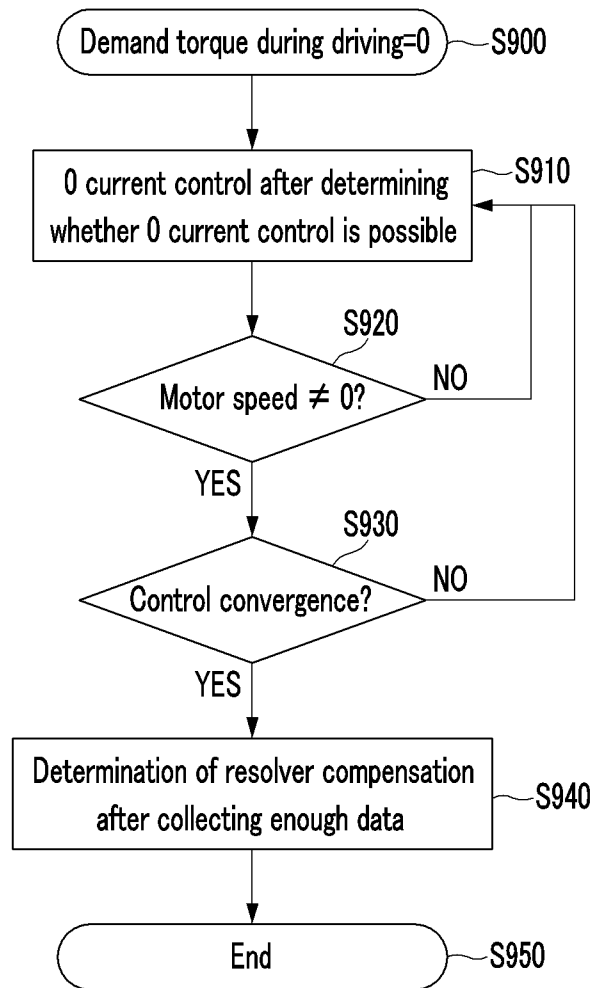 Demand torque during driving=0
S900
0 current control after determining
whether 0 current control is possible
S910
Motor speed ≠ 0?
S920
NO
YES
Control convergence?
S930
NO
YES
Determination of resolver compensation
after collecting enough data
S940
End
S950